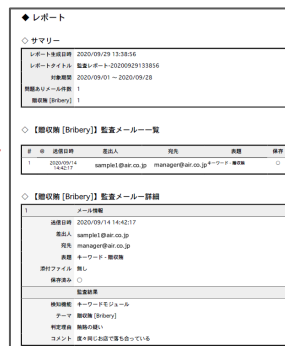 ◆ レポート
◇ サマリー
レポート生成日時 2020/09/29 13:38:56
レポートタイトル 監査レポート-20200929133856
対象期間 2020/09/01 ～ 2020/09/28
問題ありメール件数 1
贈収賄 [Bribery] 1
◇ 【贈収賄 [Bribery]】監査メール一覧
# @ 送信日時 差出人 宛先 表題 保存
1 2020/09/14 14:42:17 sample1@air.co.jp manager@air.co.jp キーワード - 贈収賄 ○
◇ 【贈収賄 [Bribery]】監査メール詳細
1 メール情報
送信日時 2020/09/14 14:42:17
差出人 sample1@air.co.jp
宛先 manager@air.co.jp
表題 キーワード - 贈収賄
添付ファイル 無し
保存済み ○
監査結果
検知機能 キーワードモジュール
テーマ 贈収賄 [Bribery]
判定理由 賄賂の疑い
コメント 度々同じお店で落ち合っている